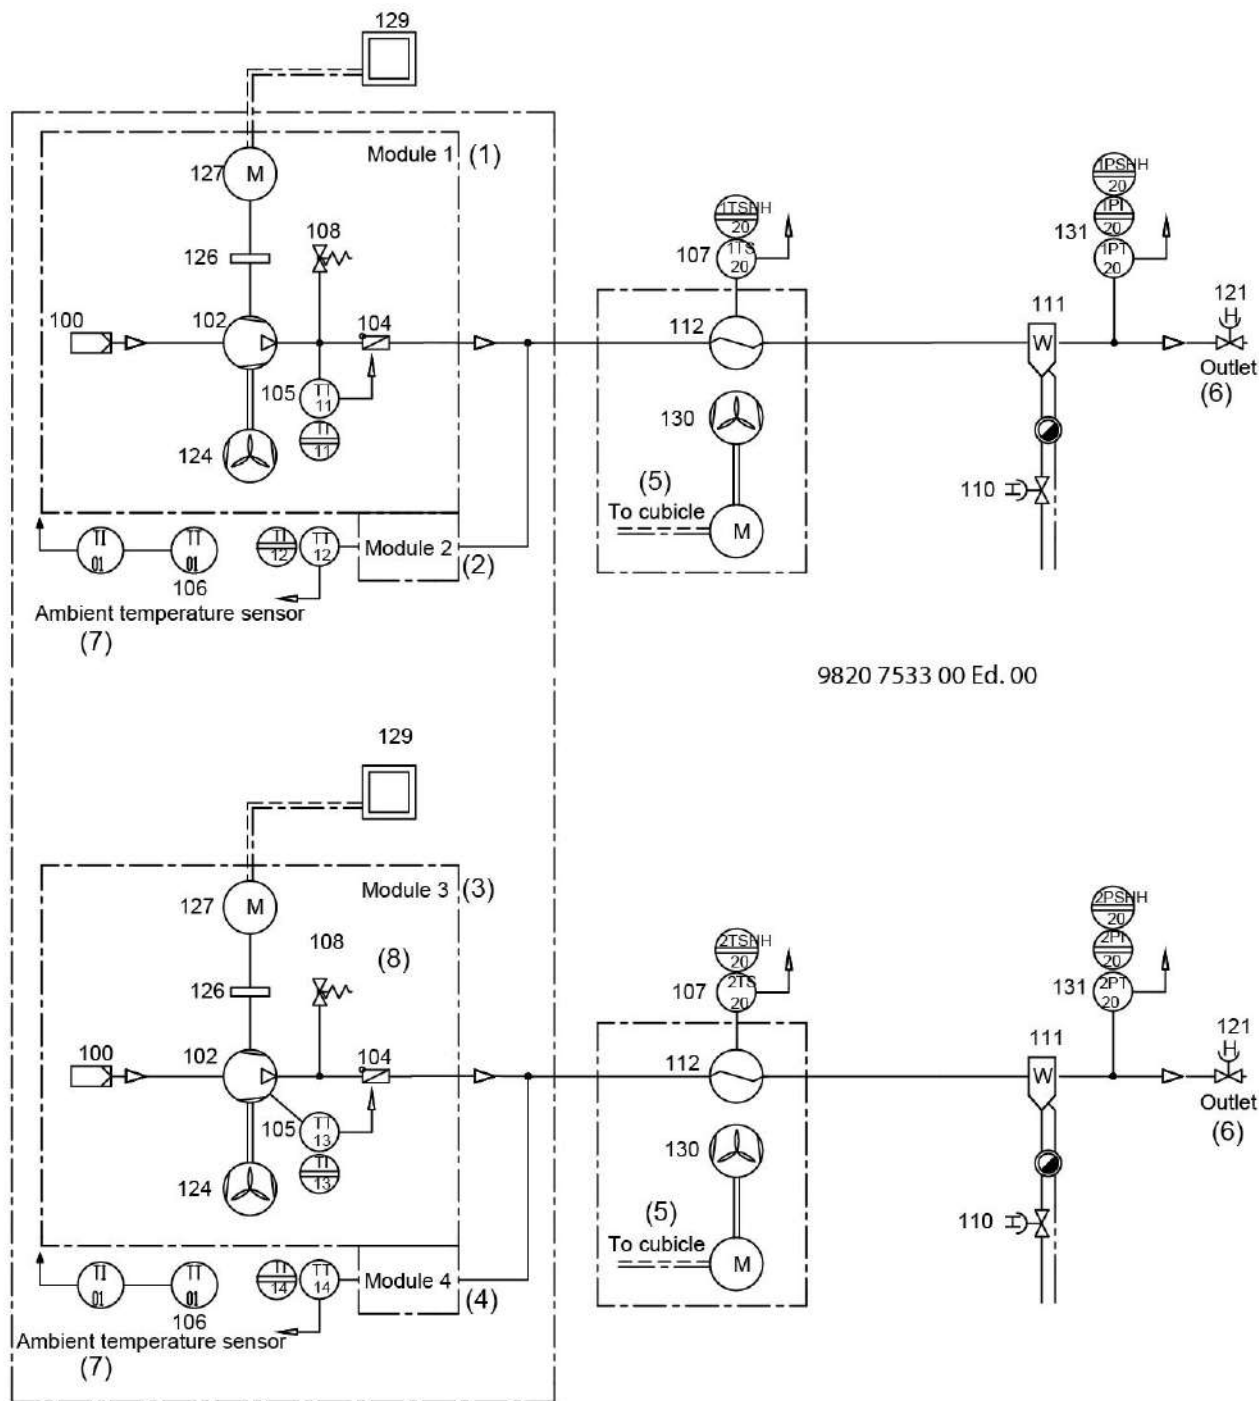 129
Module 1 (1)
127 M
108
126
1TSHH
20
107 1TS
20
1PSHH
20
1PI
20
131
1PT
20
121
H
100
102
104
112
111
W
Outlet
(6)
105 TT
11
TI
11
124
130
(5)
To cubicle
M
110 H
TI
01
TT
01
106
TI
12
TT
12
Module 2
(2)
Ambient temperature sensor
(7)
9820 7533 00 Ed. 00
129
Module 3 (3)
127 M
108
(8)
126
2TSHH
20
107 2TS
20
2PSHH
20
2PI
20
131 2PT
20
121
H
100
102
104
112
111
W
Outlet
(6)
105 TT
13
TI
13
124
130
(5)
To cubicle
M
110 H
TI
01
TT
01
106
TI
14
TT
14
Module 4
(4)
Ambient temperature sensor
(7)